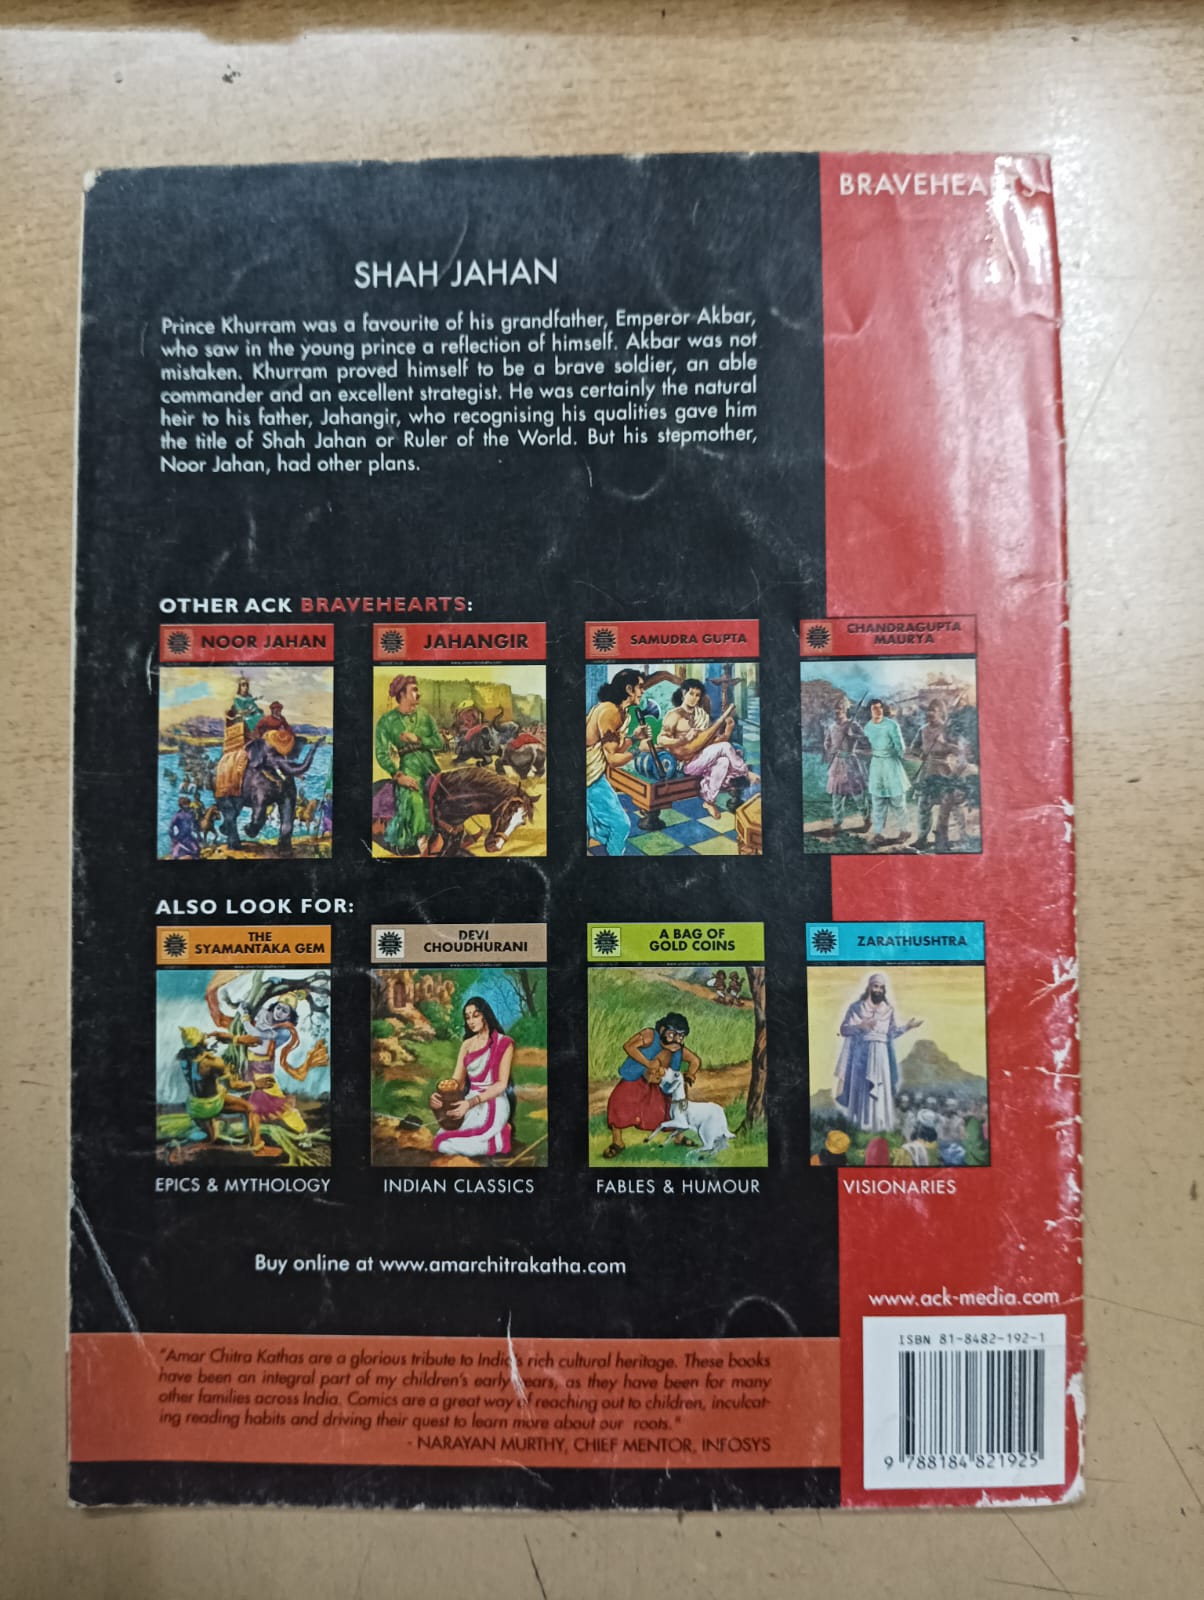 BRAVEHEARTS
SHAH JAHAN
Prince Khurram was a favourite of his grandfather, Emperor Akbar,
who saw in the young prince a reflection of himself. Akbar was not
mistaken. Khurram proved himself to be a brave soldier, an able
commander and an excellent strategist. He was certainly the natural
heir to his father, Jahangir, who recognising his qualities gave him
the title of Shah Jahan or Ruler of the World. But his stepmother,
Noor Jahan, had other plans.
OTHER ACK BRAVEHEARTS:
NOOR JAHAN
JAHANGIR
SAMUDRA GUPTA
CHANDRAGUPTA
MAURYA
ALSO LOOK FOR:
THE
SYAMANTAKA GEM
DEVI
CHOUDHURANI
A BAG OF
GOLD COINS
ZARATHUSHTRA
EPICS & MYTHOLOGY
INDIAN CLASSICS
FABLES & HUMOUR
VISIONARIES
Buy online at www.amarchitrakatha.com
www.ack-media.com
"Amar Chitra Kathas are a glorious tribute to India's rich cultural heritage. These books
have been an integral part of my children's early years, as they have been for many
other families across India. Comics are a great way of reaching out to children, inculcat-
ing reading habits and driving their quest to learn more about our roots."
- NARAYAN MURTHY, CHIEF MENTOR, INFOSYS
ISBN 81-8482-192-1
9 788184 821925